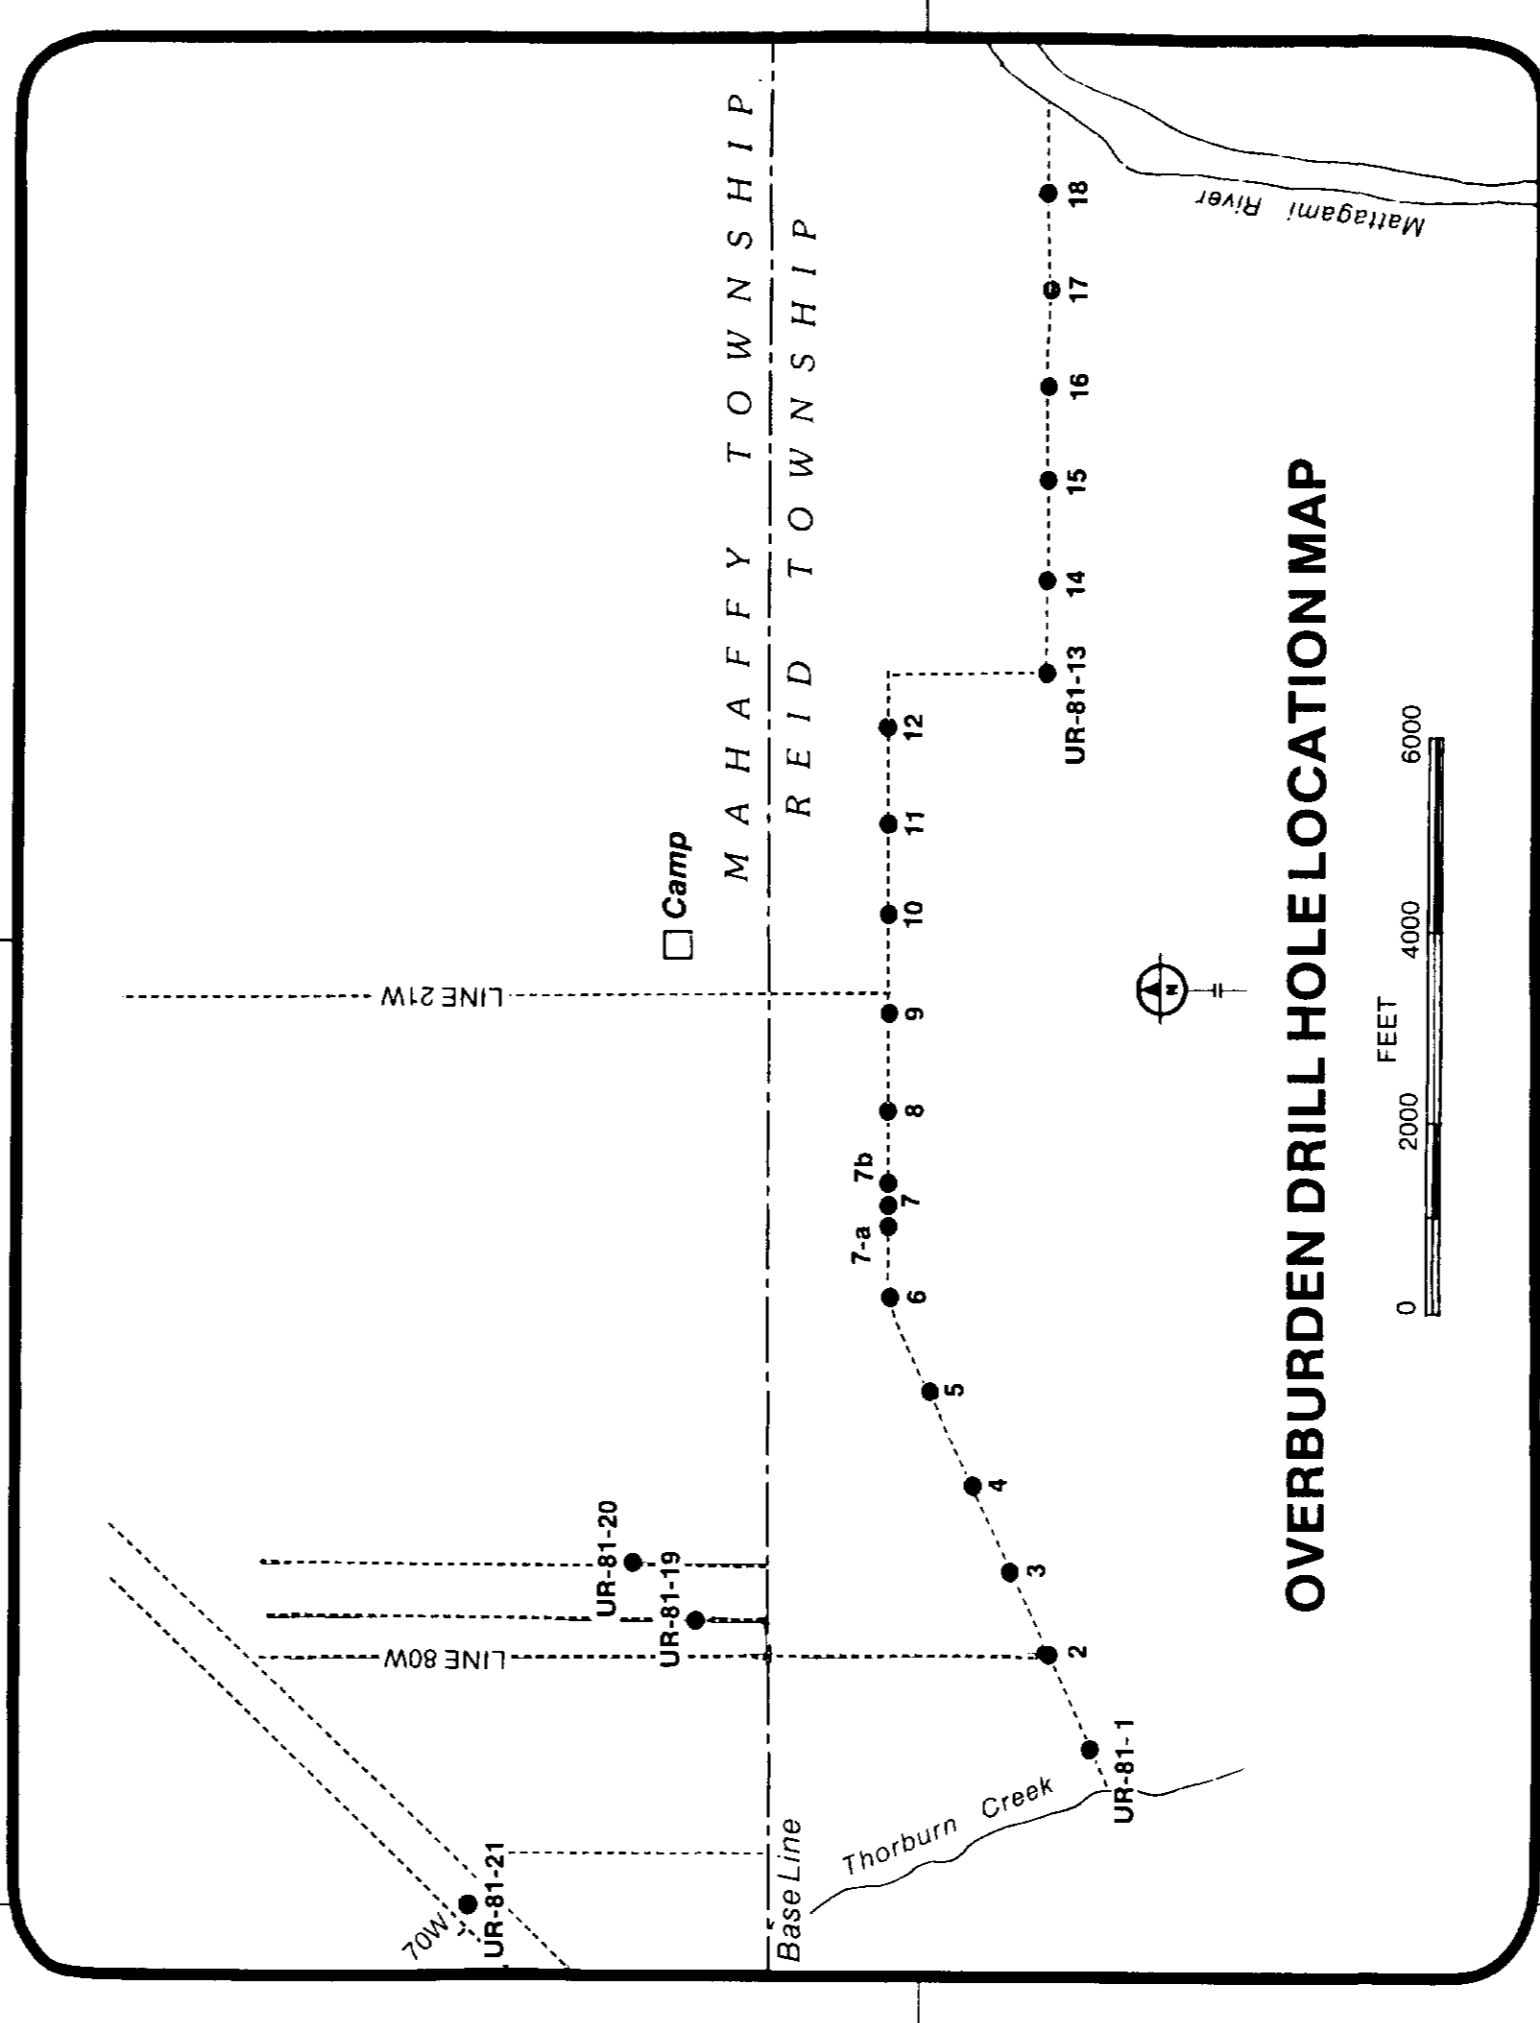 70W
UR-81-21
LINE 80W
LINE 21W
UR-81-20
UR-81-19
Camp
MAHAFFY TOWNSHIP
Base Line
REID TOWNSHIP
Thorburn Creek
UR-81-1
2
3
4
5
6
7-a
7
7b
8
9
10
11
12
UR-81-13
14
15
16
17
18
Mattagami River
N
OVERBURDEN DRILL HOLE LOCATION MAP
FEET
0 2000 4000 6000